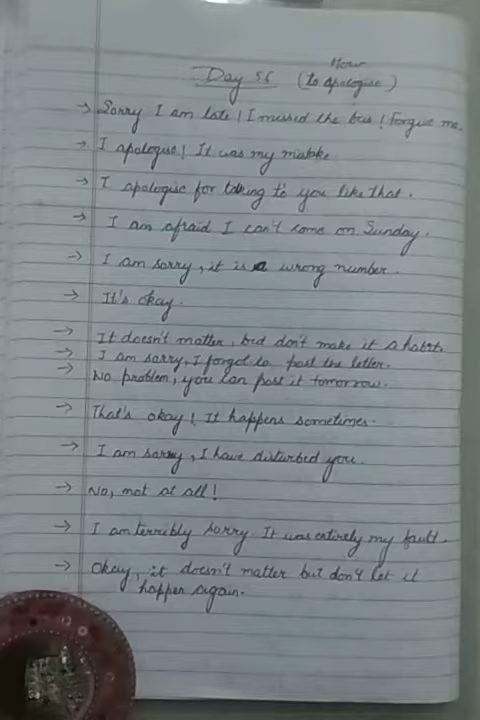 How
Day 56 (to Apologise)
→ Sorry I am late! I missed the bus! Forgive me.
→ I apologise! It was my mistake.
→ I apologise for talking to you like that.
→ I am afraid I can't come on Sunday.
→ I am sorry, it is a wrong number.
→ It's okay.
→ It doesn't matter, but don't make it a habit.
→ I am sorry, I forgot to post the letter.
→ No problem, you can post it tomorrow.
→ That's okay! It happens sometimes.
→ I am sorry, I have disturbed you.
→ No, not at all!
→ I am terribly sorry. It was entirely my fault.
→ Okay, it doesn't matter but don't let it
happen again.